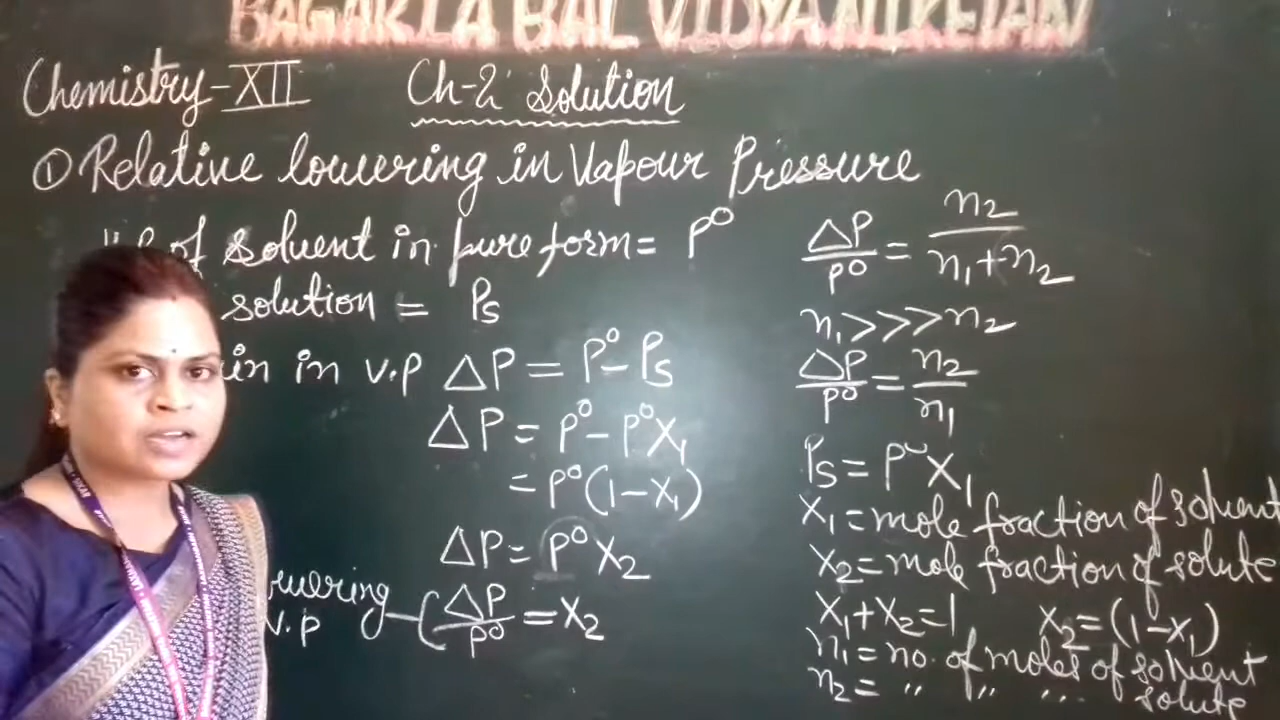 BAGARIA BAL VIDYA NIKETAN
Chemistry-XII Ch-2 Solution
① Relative lowering in Vapour Pressure
of solvent in pure form = P⁰
solution = Ps
in in v.p ΔP = P⁰ - Ps
ΔP = P⁰ - P⁰X₁
= P⁰(1-X₁)
ΔP = P⁰X₂
wering
v.p ΔP/P⁰ = X₂
ΔP/P⁰ = n₂/n₁+n₂
n₁>>>n₂
ΔP/P⁰ = n₂/n₁
Ps = P⁰X₁
X₁ = mole fraction of solvent
X₂ = mole fraction of solute
X₁+X₂=1 X₂=(1-X₁)
n₁ = no. of moles of solvent
n₂ = ,, ,, ,, solute